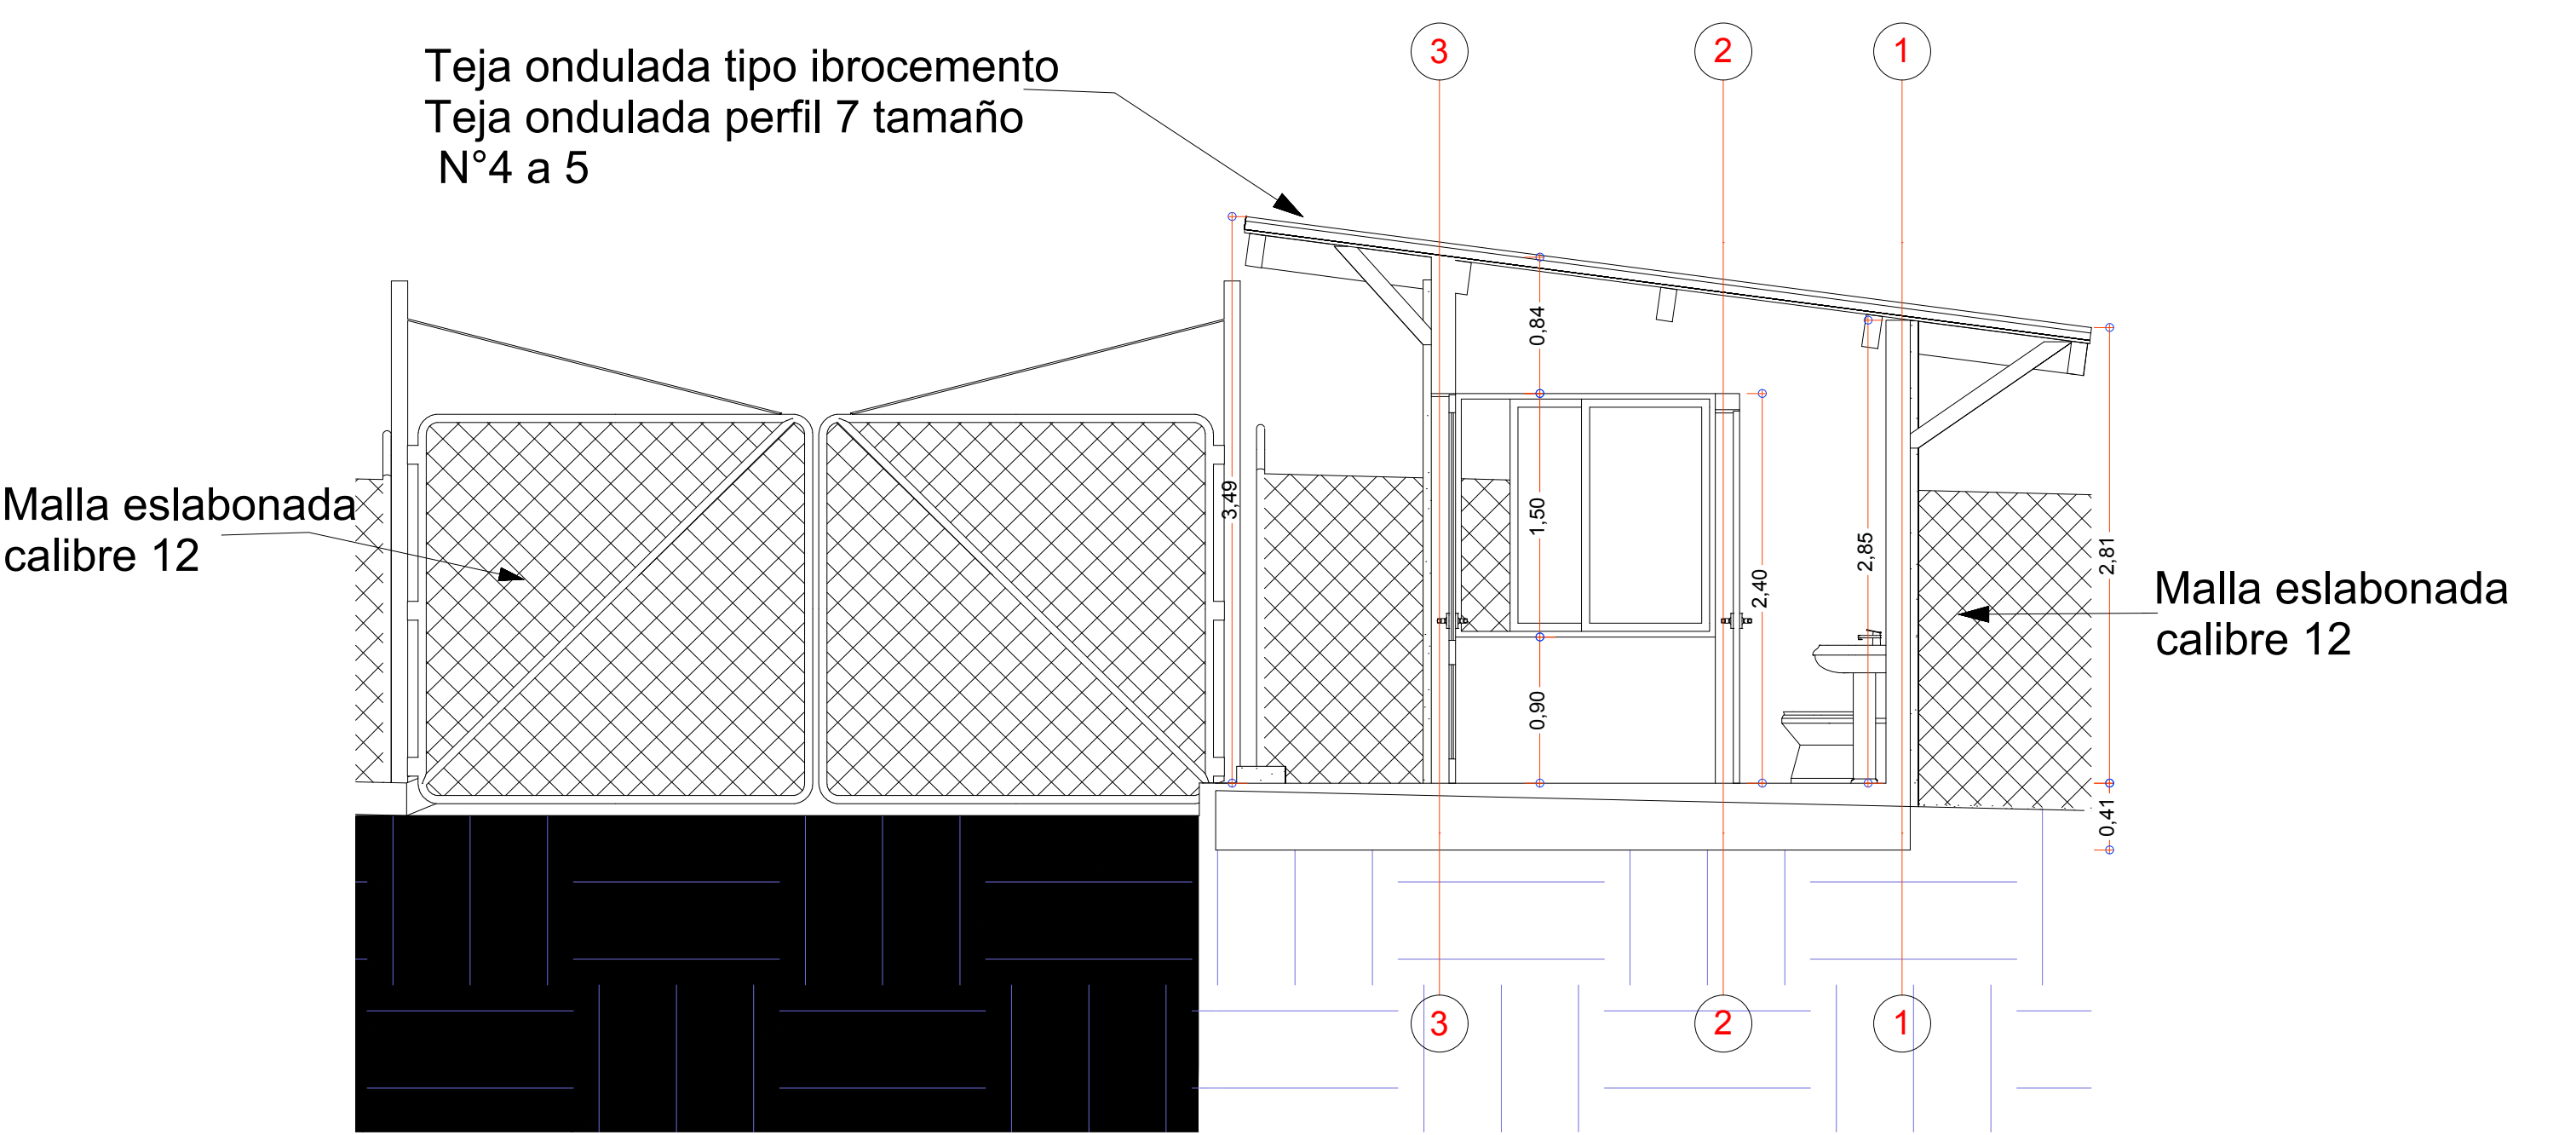 Teja ondulada tipo ibrocemento
Teja ondulada perfil 7 tamaño
N°4 a 5
3
2
1
Malla eslabonada
calibre 12
3,49
0,84
1,50
0,90
2,40
2,85
2,81
0,41
Malla eslabonada
calibre 12
3
2
1